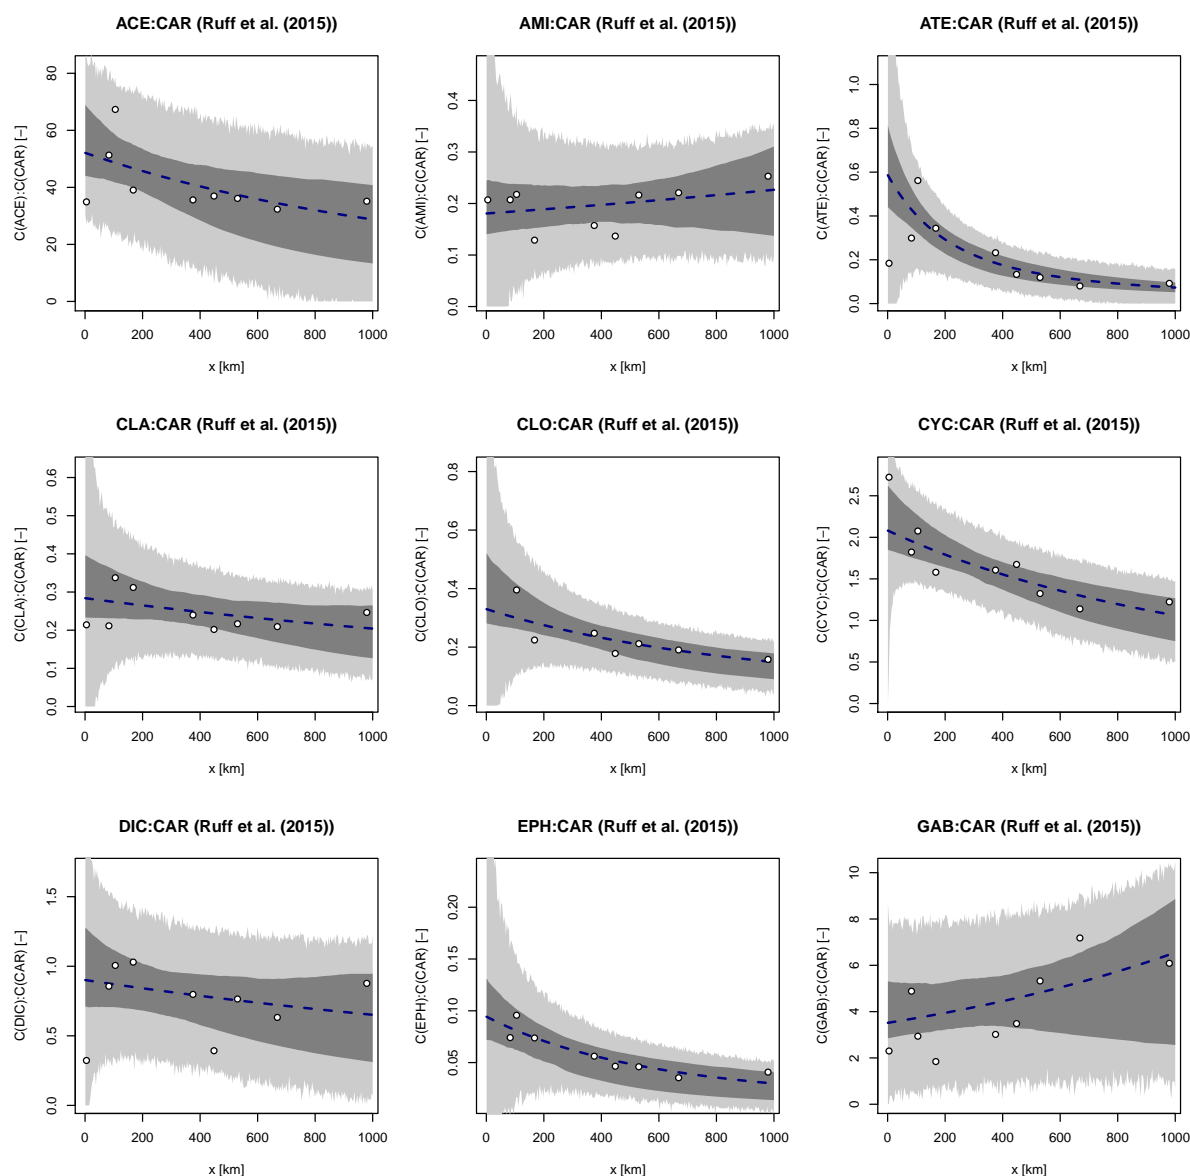 ACE:CAR (Ruff et al. (2015))
C(ACE):C(CAR) [−]
0 20 40 60 80
0 200 400 600 800 1000
x [km]
AMI:CAR (Ruff et al. (2015))
C(AMI):C(CAR) [−]
0.0 0.1 0.2 0.3 0.4
0 200 400 600 800 1000
x [km]
ATE:CAR (Ruff et al. (2015))
C(ATE):C(CAR) [−]
0.0 0.2 0.4 0.6 0.8 1.0
0 200 400 600 800 1000
x [km]
CLA:CAR (Ruff et al. (2015))
C(CLA):C(CAR) [−]
0.0 0.1 0.2 0.3 0.4 0.5 0.6
0 200 400 600 800 1000
x [km]
CLO:CAR (Ruff et al. (2015))
C(CLO):C(CAR) [−]
0.0 0.2 0.4 0.6 0.8
0 200 400 600 800 1000
x [km]
CYC:CAR (Ruff et al. (2015))
C(CYC):C(CAR) [−]
0.0 0.5 1.0 1.5 2.0 2.5
0 200 400 600 800 1000
x [km]
DIC:CAR (Ruff et al. (2015))
C(DIC):C(CAR) [−]
0.0 0.5 1.0 1.5
0 200 400 600 800 1000
x [km]
EPH:CAR (Ruff et al. (2015))
C(EPH):C(CAR) [−]
0.05 0.10 0.15 0.20
0 200 400 600 800 1000
x [km]
GAB:CAR (Ruff et al. (2015))
C(GAB):C(CAR) [−]
0 2 4 6 8 10
0 200 400 600 800 1000
x [km]